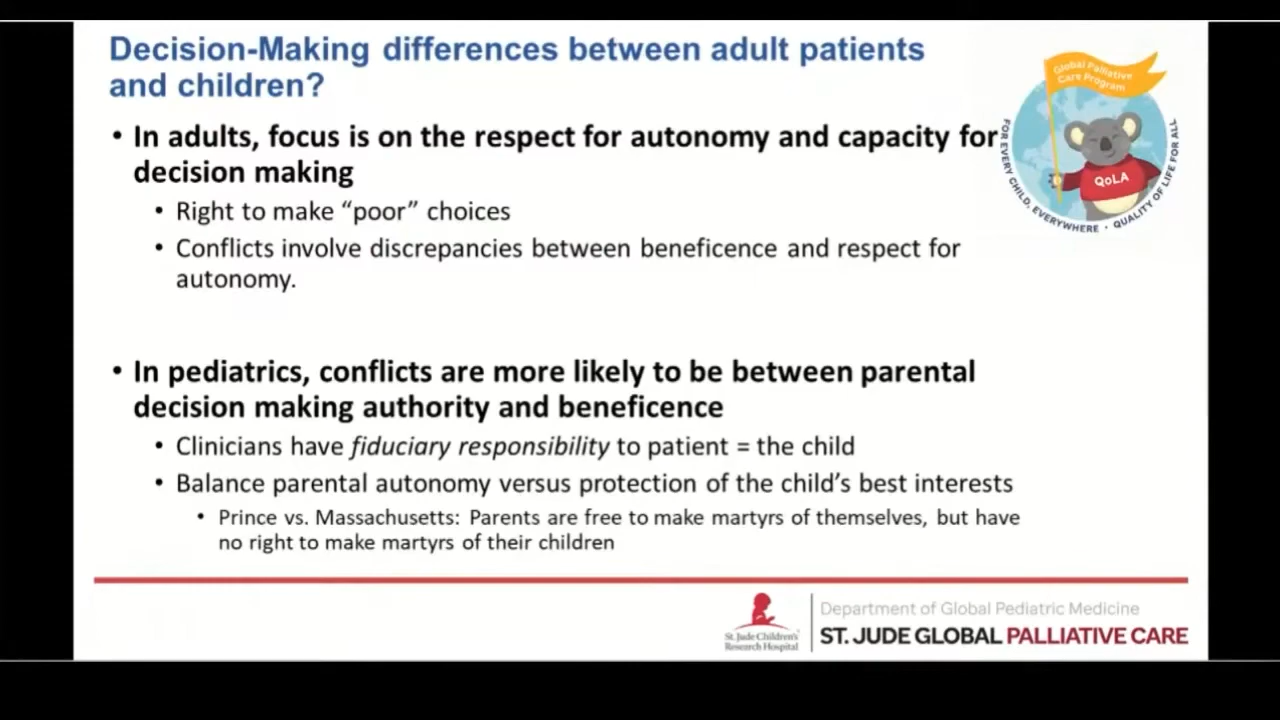 Decision-Making differences between adult patients
and children?
• In adults, focus is on the respect for autonomy and capacity for
decision making
• Right to make “poor” choices
• Conflicts involve discrepancies between beneficence and respect for
autonomy.
• In pediatrics, conflicts are more likely to be between parental
decision making authority and beneficence
• Clinicians have fiduciary responsibility to patient = the child
• Balance parental autonomy versus protection of the child’s best interests
• Prince vs. Massachusetts: Parents are free to make martyrs of themselves, but have
no right to make martyrs of their children
Global Palliative
Care Program
QoLA
FOR EVERY CHILD, EVERYWHERE • QUALITY OF LIFE FOR ALL
St. Jude Children's
Research Hospital
Department of Global Pediatric Medicine
ST. JUDE GLOBAL PALLIATIVE CARE